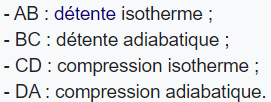 - AB : détente isotherme ;
- BC : détente adiabatique ;
- CD : compression isotherme ;
- DA : compression adiabatique.